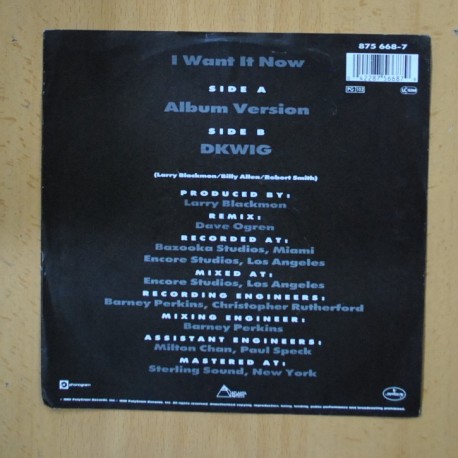 875 668-7
I Want It Now
SIDE A
Album Version
SIDE B
DKWIG
(Larry Blackmon/Billy Allen/Robert Smith)
PRODUCED BY:
Larry Blackmon
REMIX:
Dave Ogren
RECORDED AT:
Bazooka Studios, Miami
Encore Studios, Los Angeles
MIXED AT:
Encore Studios, Los Angeles
RECORDING ENGINEERS:
Barney Perkins, Christopher Rutherford
MIXING ENGINEER:
Barney Perkins
ASSISTANT ENGINEERS:
Milton Chan, Paul Speck
MASTERED AT:
Sterling Sound, New York